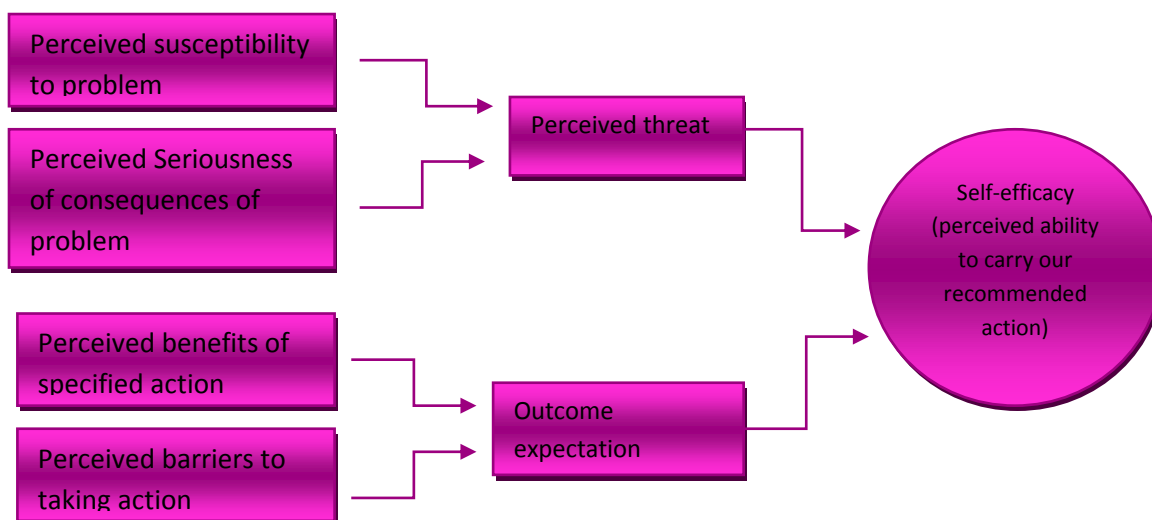 Perceived susceptibility
to problem
Perceived Seriousness
of consequences of
problem
Perceived threat
Self-efficacy
(perceived ability
to carry our
recommended
action)
Perceived benefits of
specified action
Outcome
expectation
Perceived barriers to
taking action